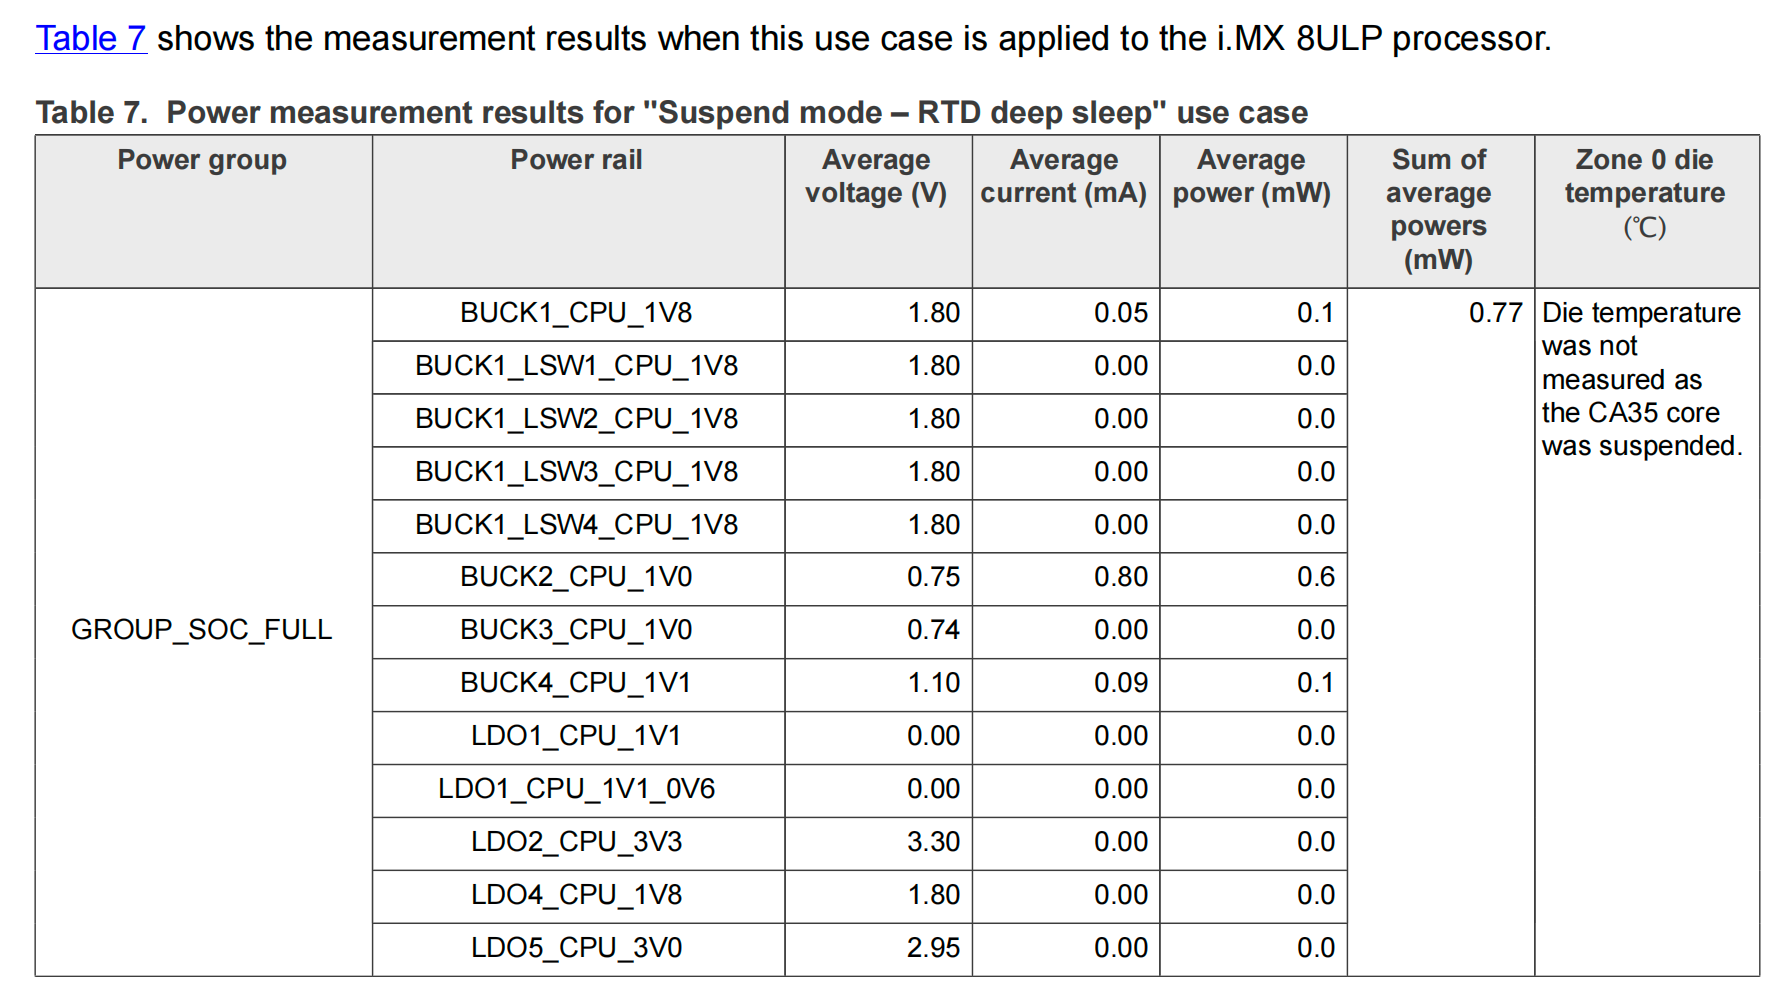 Table 7 shows the measurement results when this use case is applied to the i.MX 8ULP processor.
Table 7. Power measurement results for "Suspend mode – RTD deep sleep" use case
Power group Power rail Average voltage (V) Average current (mA) Average power (mW) Sum of average powers (mW) Zone 0 die temperature (℃)
GROUP_SOC_FULL BUCK1_CPU_1V8 1.80 0.05 0.1 0.77 Die temperature was not measured as the CA35 core was suspended.
BUCK1_LSW1_CPU_1V8 1.80 0.00 0.0
BUCK1_LSW2_CPU_1V8 1.80 0.00 0.0
BUCK1_LSW3_CPU_1V8 1.80 0.00 0.0
BUCK1_LSW4_CPU_1V8 1.80 0.00 0.0
BUCK2_CPU_1V0 0.75 0.80 0.6
BUCK3_CPU_1V0 0.74 0.00 0.0
BUCK4_CPU_1V1 1.10 0.09 0.1
LDO1_CPU_1V1 0.00 0.00 0.0
LDO1_CPU_1V1_0V6 0.00 0.00 0.0
LDO2_CPU_3V3 3.30 0.00 0.0
LDO4_CPU_1V8 1.80 0.00 0.0
LDO5_CPU_3V0 2.95 0.00 0.0